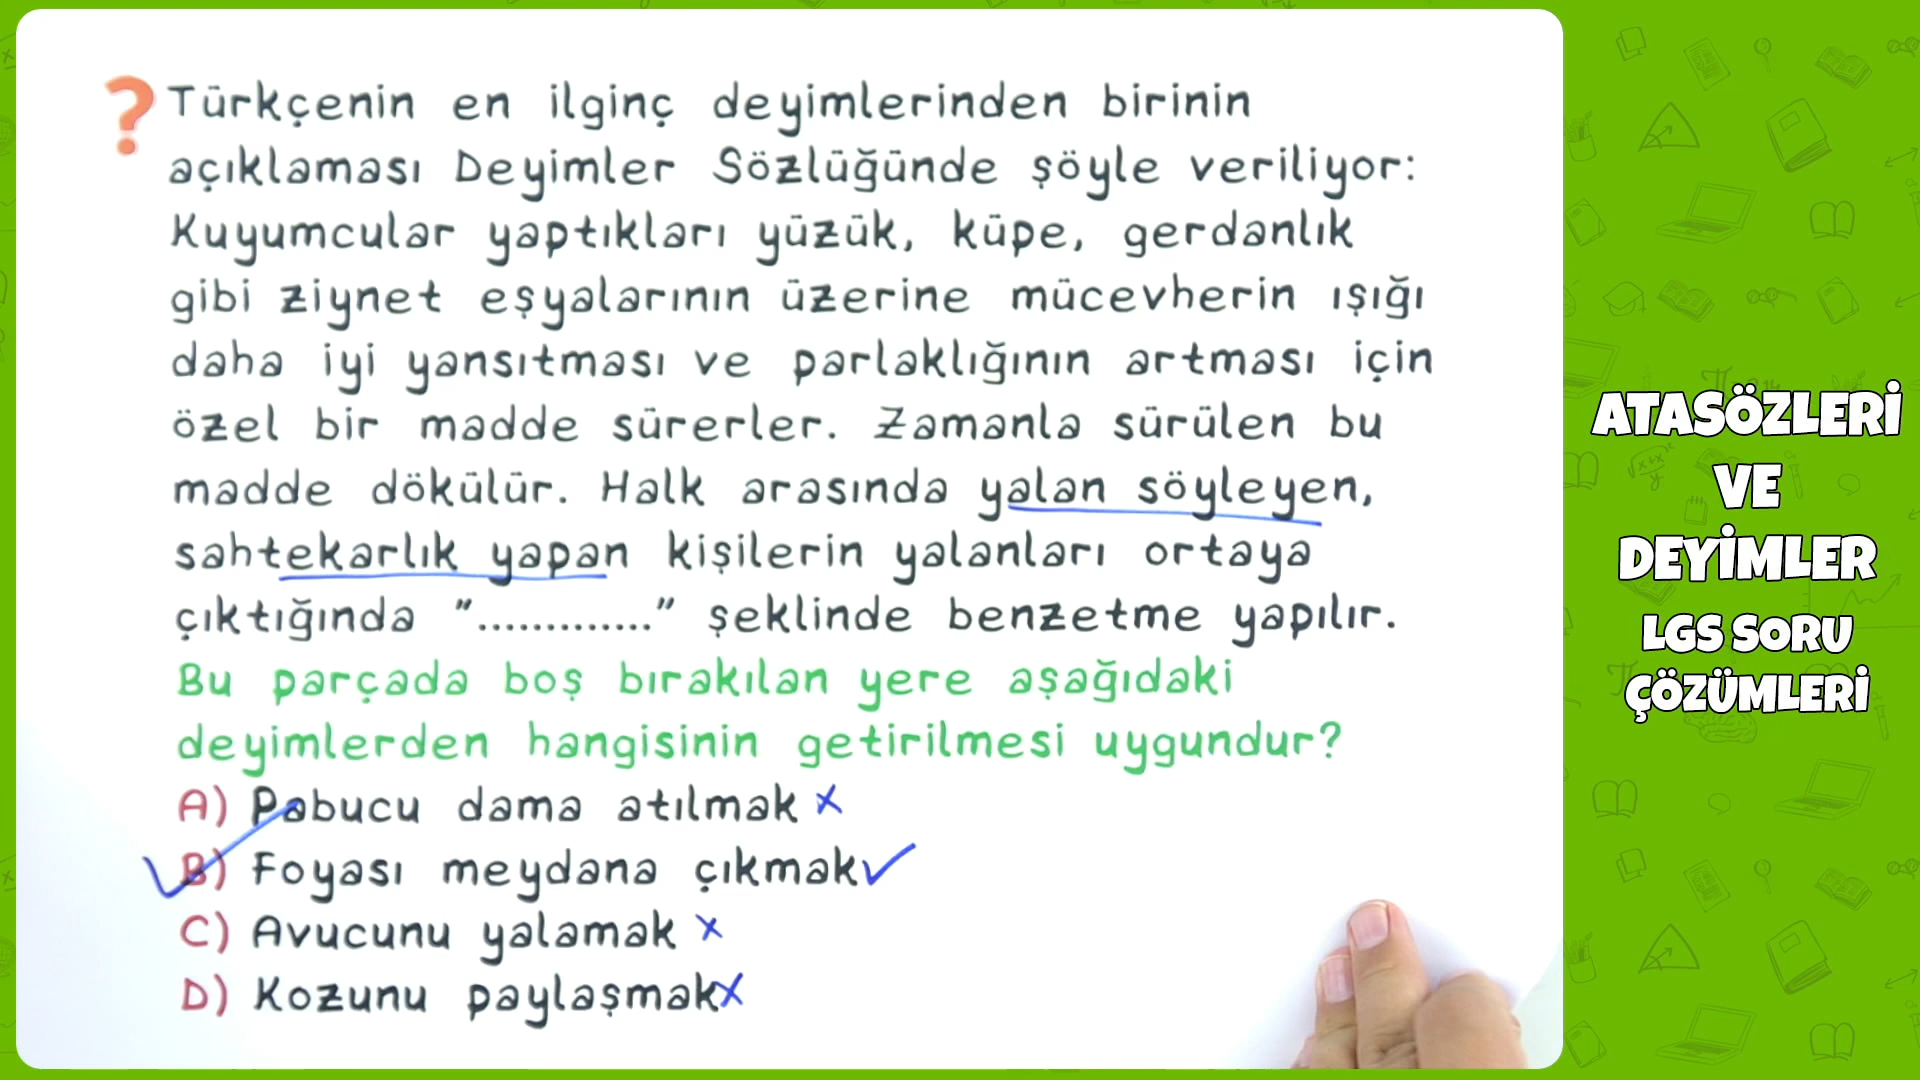 Türkçenin en ilginç deyimlerinden birinin
açıklaması Deyimler Sözlüğünde şöyle veriliyor:
Kuyumcular yaptıkları yüzük, küpe, gerdanlık
gibi ziynet eşyalarının üzerine mücevherin ışığı
daha iyi yansıtması ve parlaklığının artması için
özel bir madde sürerler. Zamanla sürülen bu
madde dökülür. Halk arasında yalan söyleyen,
sahtekarlık yapan kişilerin yalanları ortaya
çıktığında "............." şeklinde benzetme yapılır.
Bu parçada boş bırakılan yere aşağıdaki
deyimlerden hangisinin getirilmesi uygundur?
A) Pabucu dama atılmak
B) Foyası meydana çıkmak
C) Avucunu yalamak
D) Kozunu paylaşmak
ATASÖZLERİ
VE
DEYİMLER
LGS SORU
ÇÖZÜMLERİ